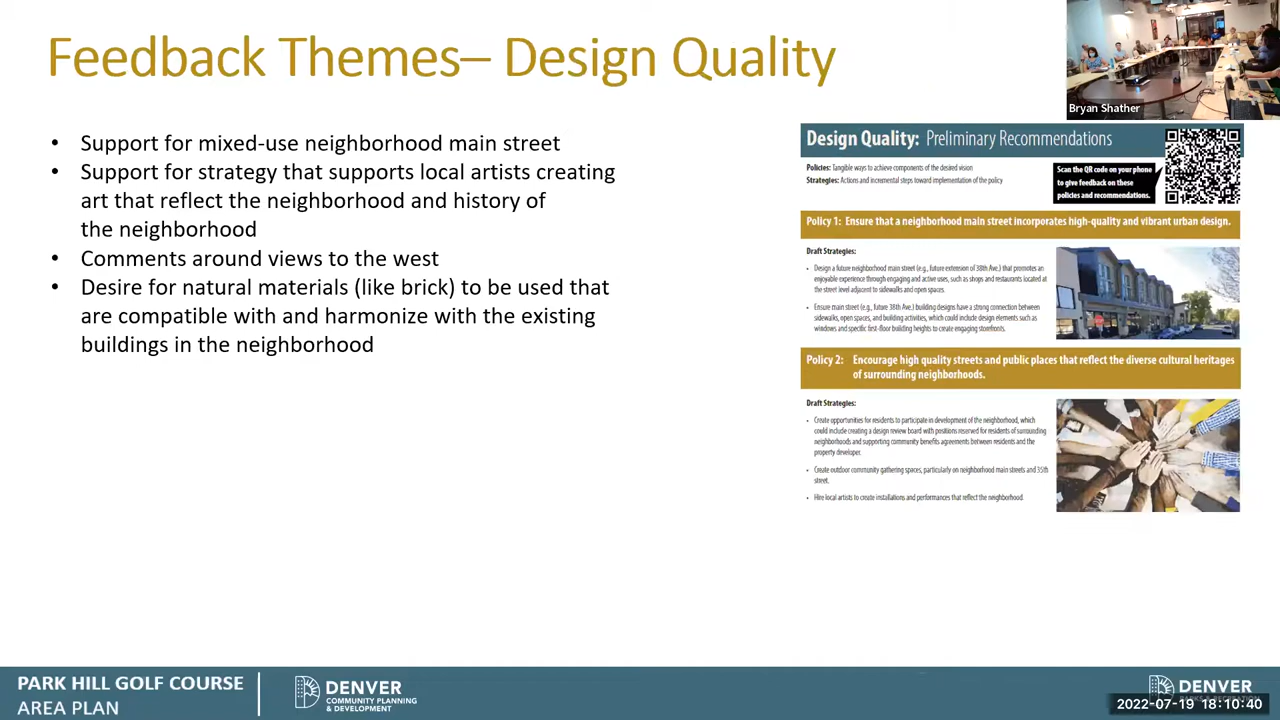 Feedback Themes– Design Quality
Bryan Shather
• Support for mixed-use neighborhood main street
• Support for strategy that supports local artists creating
art that reflect the neighborhood and history of
the neighborhood
• Comments around views to the west
• Desire for natural materials (like brick) to be used that
are compatible with and harmonize with the existing
buildings in the neighborhood
Design Quality: Preliminary Recommendations
Policies: Tangible ways to achieve components of the desired vision
Strategies: Actions and incremental steps toward implementation of the policy
Scan the QR code on your phone
to give feedback on these
policies and recommendations.
Policy 1: Ensure that a neighborhood main street incorporates high-quality and vibrant urban design.
Draft Strategies:
• Design a future neighborhood main street (e.g., future extension of 38th Ave.) that promotes an
enjoyable experience through engaging and active uses, such as shops and restaurants located at
the street level adjacent to sidewalks and open spaces.
• Ensure main street (e.g., future 38th Ave.) building designs have a strong connection between
sidewalks, open spaces, and building activities, which could include design elements such as
windows and specific first-floor building heights to create engaging storefronts.
Policy 2: Encourage high quality streets and public places that reflect the diverse cultural heritages
of surrounding neighborhoods.
Draft Strategies:
• Create opportunities for residents to participate in development of the neighborhood, which
could include creating a design review board with positions reserved for residents of surrounding
neighborhoods and supporting community benefits agreements between residents and the
property developer.
• Create outdoor community gathering spaces, particularly on neighborhood main streets and 35th
street.
• Hire local artists to create installations and performances that reflect the neighborhood.
PARK HILL GOLF COURSE
AREA PLAN
DENVER
COMMUNITY PLANNING
& DEVELOPMENT
DENVER
PARKS & RECREATION
2022-07-19 18:10:40